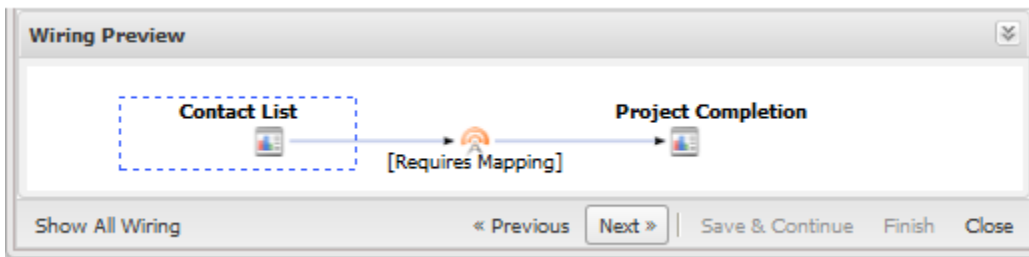 Wiring Preview
Contact List
Project Completion
[Requires Mapping]
Show All Wiring
« Previous
Next »
Save & Continue
Finish
Close